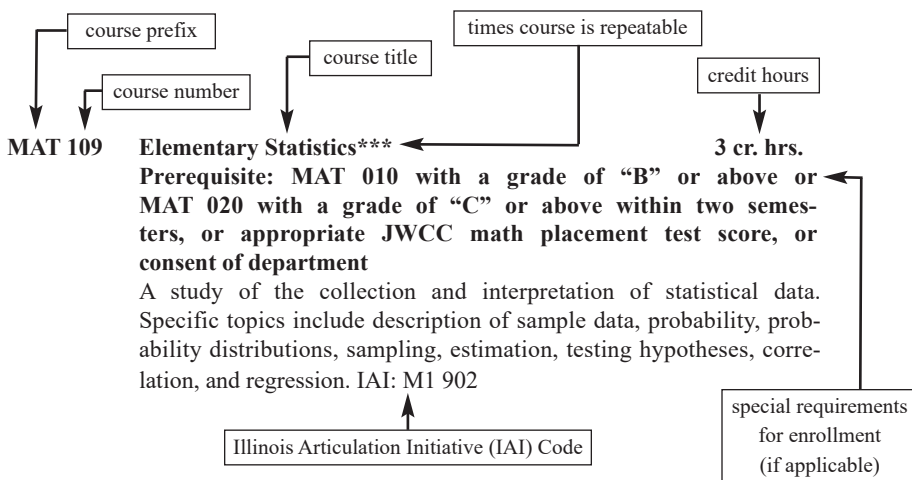 course prefix
times course is repeatable
course title
credit hours
course number
MAT 109 Elementary Statistics*** 3 cr. hrs.
Prerequisite: MAT 010 with a grade of “B” or above or
MAT 020 with a grade of “C” or above within two semes-
ters, or appropriate JWCC math placement test score, or
consent of department
A study of the collection and interpretation of statistical data.
Specific topics include description of sample data, probability, prob-
ability distributions, sampling, estimation, testing hypotheses, corre-
lation, and regression. IAI: M1 902
special requirements
for enrollment
(if applicable)
Illinois Articulation Initiative (IAI) Code